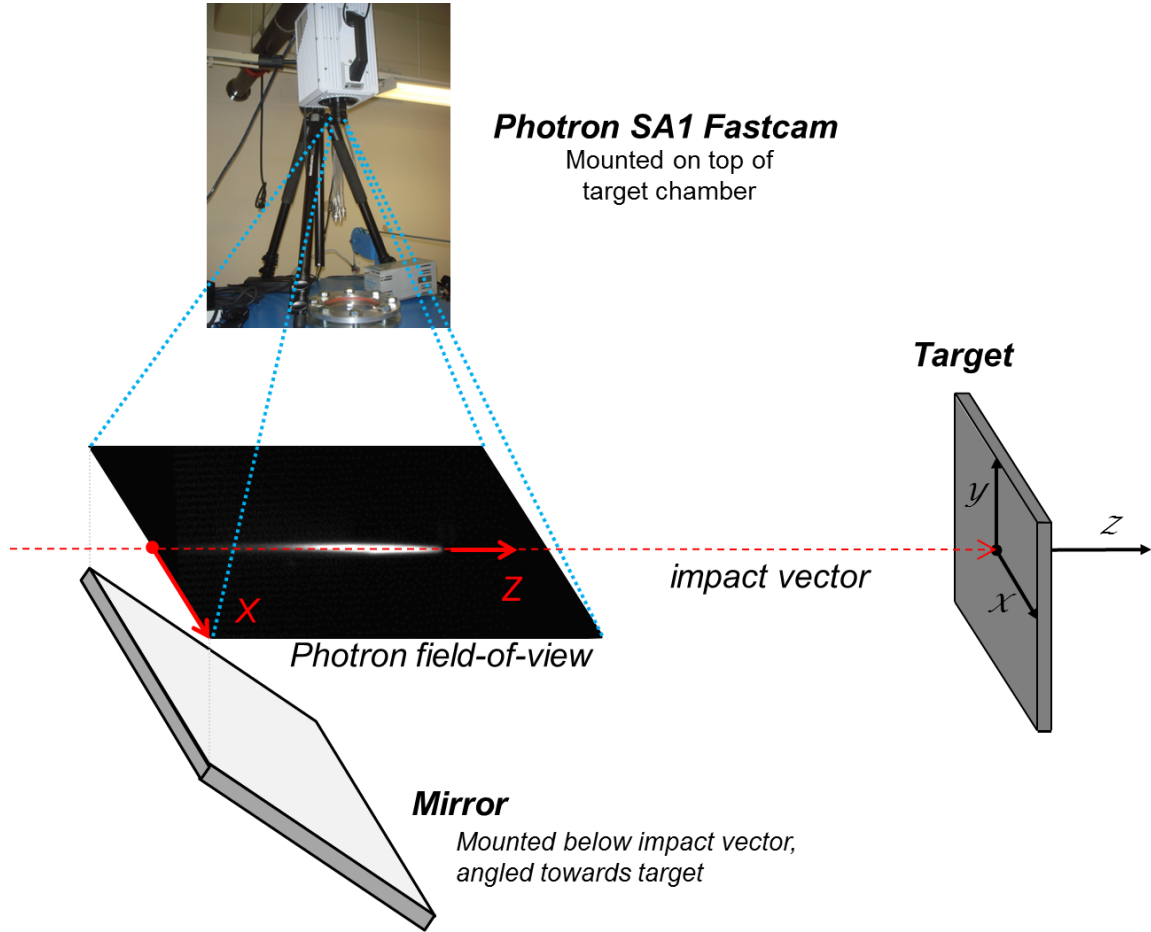 Photron SA1 Fastcam
Mounted on top of
target chamber
Target
y
z
impact vector
x
z
x
Photron field-of-view
Mirror
Mounted below impact vector,
angled towards target